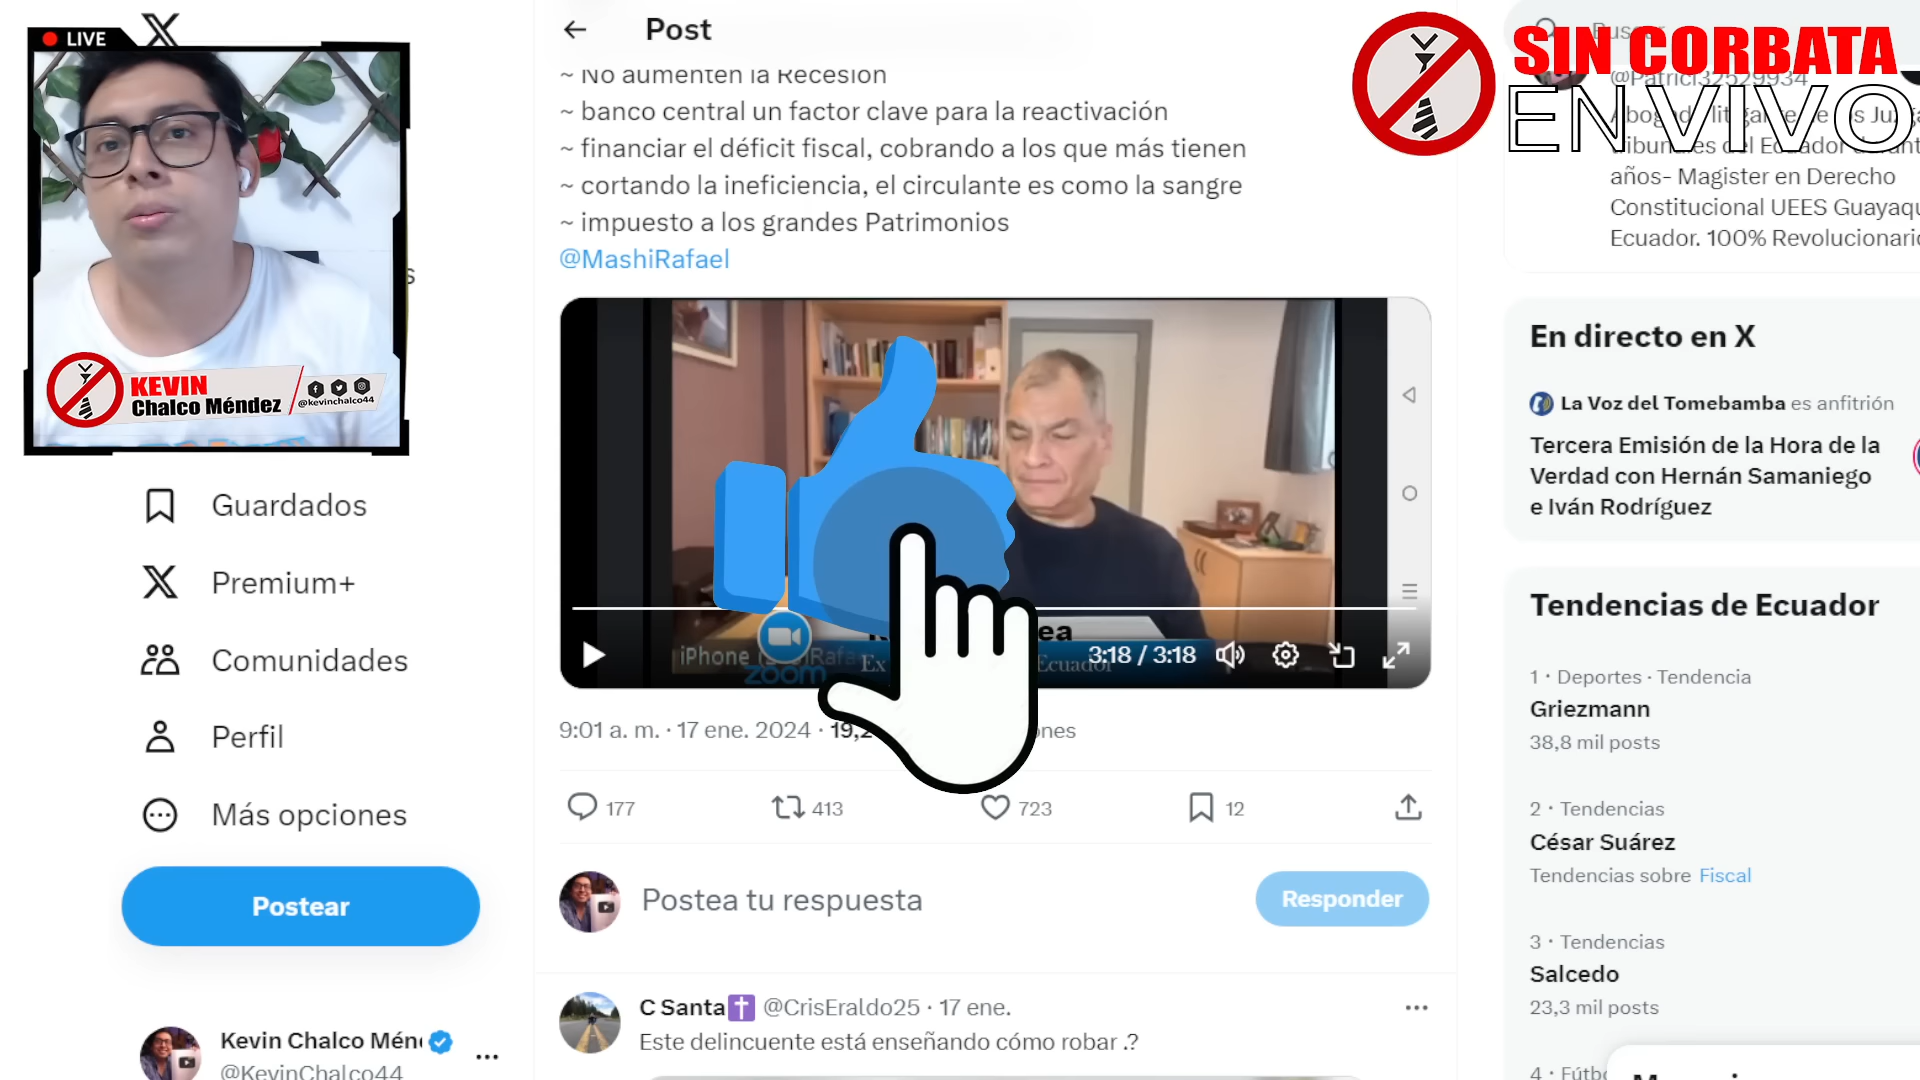 LIVE
KEVIN
Chalco Méndez
@kevinchalco44
Guardados
Premium+
Comunidades
Perfil
Más opciones
Postear
Kevin Chalco Mén
@KevinChalco44
Post
~ No aumenten la Recesión
~ banco central un factor clave para la reactivación
~ financiar el déficit fiscal, cobrando a los que más tienen
~ cortando la ineficiencia, el circulante es como la sangre
~ impuesto a los grandes Patrimonios
@MashiRafael
iPhone
zoom
Ex
Ecuador
3:18 / 3:18
9:01 a. m. · 17 ene. 2024 ·
177
413
723
12
Postea tu respuesta
Responder
C Santa @CrisEraldo25 · 17 ene.
Este delincuente está enseñando cómo robar .?
SIN CORBATA
EN VIVO
Buscar
@Patrici32529934
años- Magister en Derecho
Constitucional UEES
Ecuador. 100%
En directo en X
La Voz del Tomebamba es anfitrión
Tercera Emisión de la Hora de la
Verdad con Hernán Samaniego
e Iván Rodríguez
Tendencias de Ecuador
1 · Deportes · Tendencia
Griezmann
38,8 mil posts
2 · Tendencias
César Suárez
Tendencias sobre Fiscal
3 · Tendencias
Salcedo
23,3 mil posts
4 ·